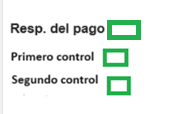 Resp. del pago
Primero control
Segundo control